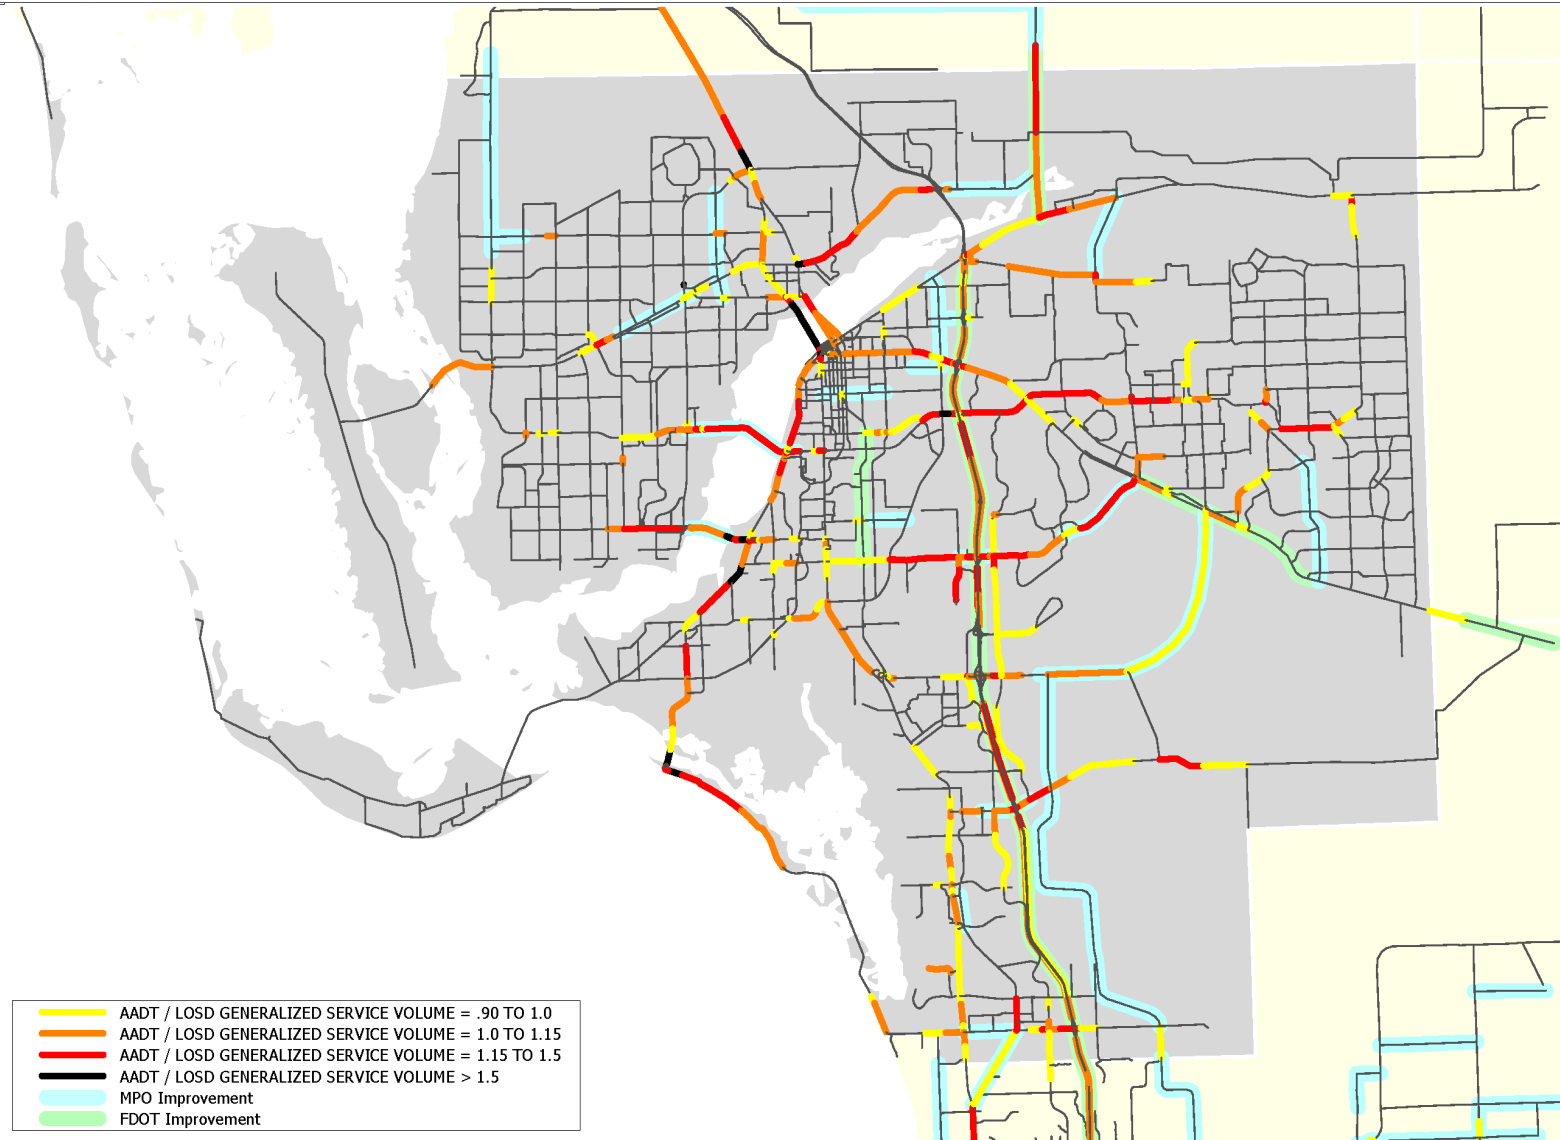 AADT / LOSD GENERALIZED SERVICE VOLUME = .90 TO 1.0
AADT / LOSD GENERALIZED SERVICE VOLUME = 1.0 TO 1.15
AADT / LOSD GENERALIZED SERVICE VOLUME = 1.15 TO 1.5
AADT / LOSD GENERALIZED SERVICE VOLUME > 1.5
MPO Improvement
FDOT Improvement